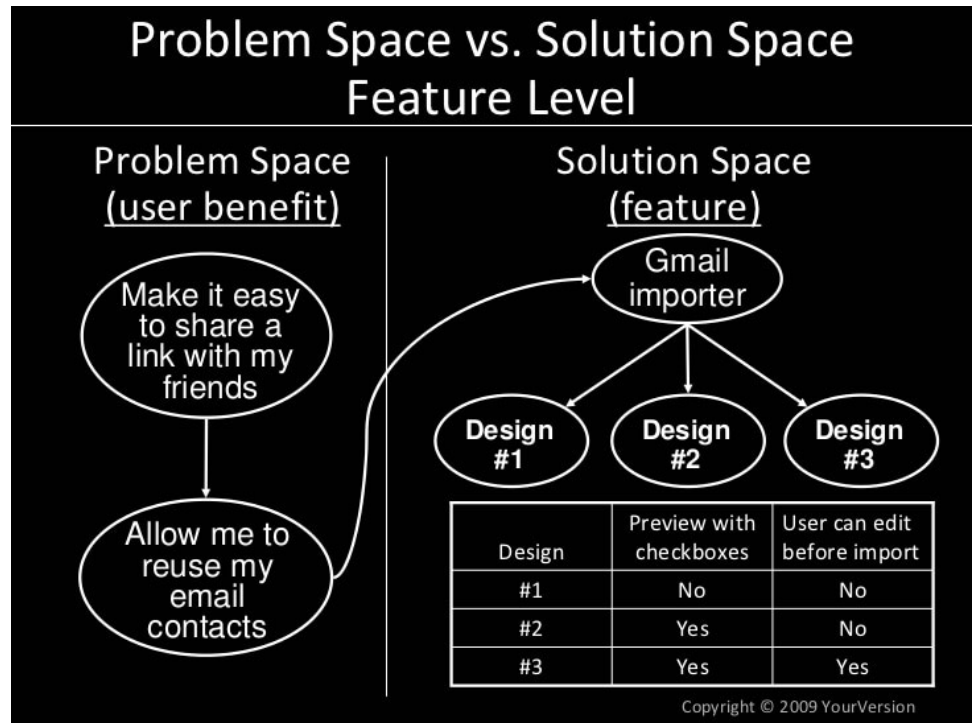 Problem Space vs. Solution Space
Feature Level
Problem Space
(user benefit)
Make it easy
to share a
link with my
friends
Allow me to
reuse my
email
contacts
Solution Space
(feature)
Gmail
importer
Design
#1
Design
#2
Design
#3
Design
Preview with
checkboxes
User can edit
before import
#1 No No
#2 Yes No
#3 Yes Yes
Copyright © 2009 YourVersion